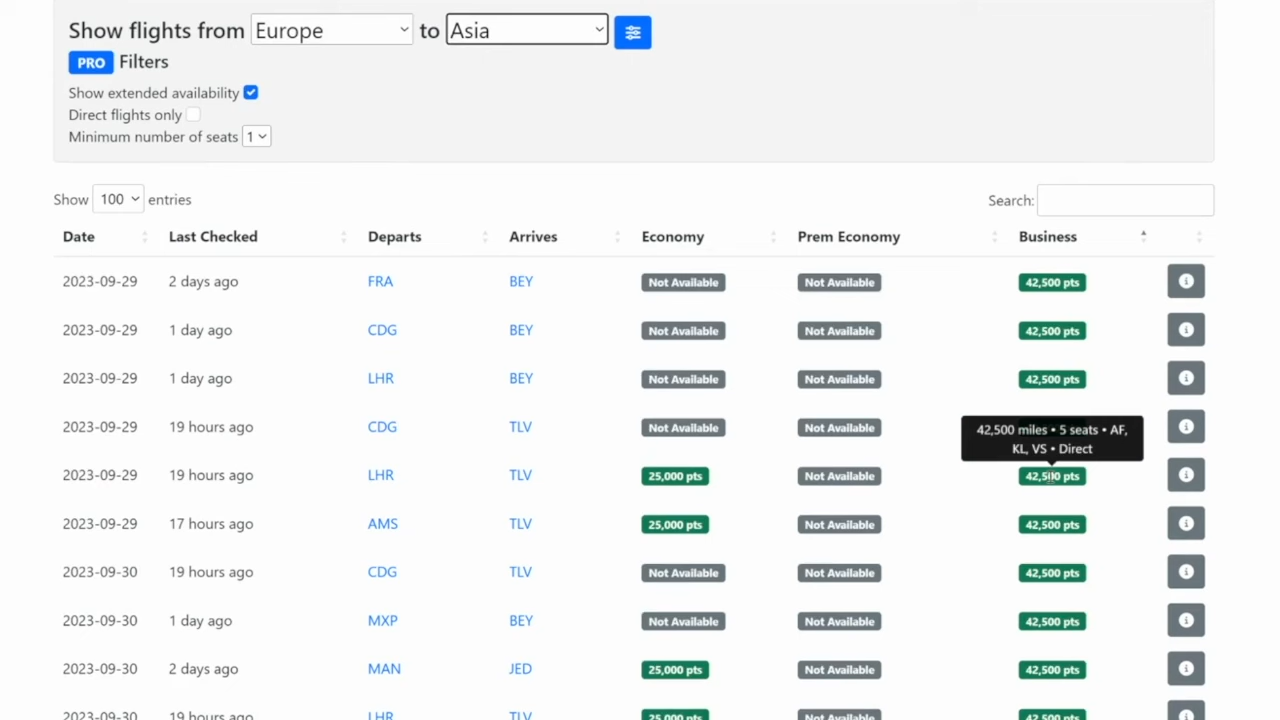 Show flights from Europe to Asia
PRO Filters
Show extended availability
Direct flights only
Minimum number of seats 1
Show 100 entries Search:
Date Last Checked Departs Arrives Economy Prem Economy Business
2023-09-29 2 days ago FRA BEY Not Available Not Available 42,500 pts
2023-09-29 1 day ago CDG BEY Not Available Not Available 42,500 pts
2023-09-29 1 day ago LHR BEY Not Available Not Available 42,500 pts
2023-09-29 19 hours ago CDG TLV Not Available Not Available
42,500 miles • 5 seats • AF,
KL, VS • Direct
2023-09-29 19 hours ago LHR TLV 25,000 pts Not Available 42,500 pts
2023-09-29 17 hours ago AMS TLV 25,000 pts Not Available 42,500 pts
2023-09-30 19 hours ago CDG TLV Not Available Not Available 42,500 pts
2023-09-30 1 day ago MXP BEY Not Available Not Available 42,500 pts
2023-09-30 2 days ago MAN JED 25,000 pts Not Available 42,500 pts
2023-09-30 19 hours ago LHR TLV 25,000 pts Not Available 42,500 pts